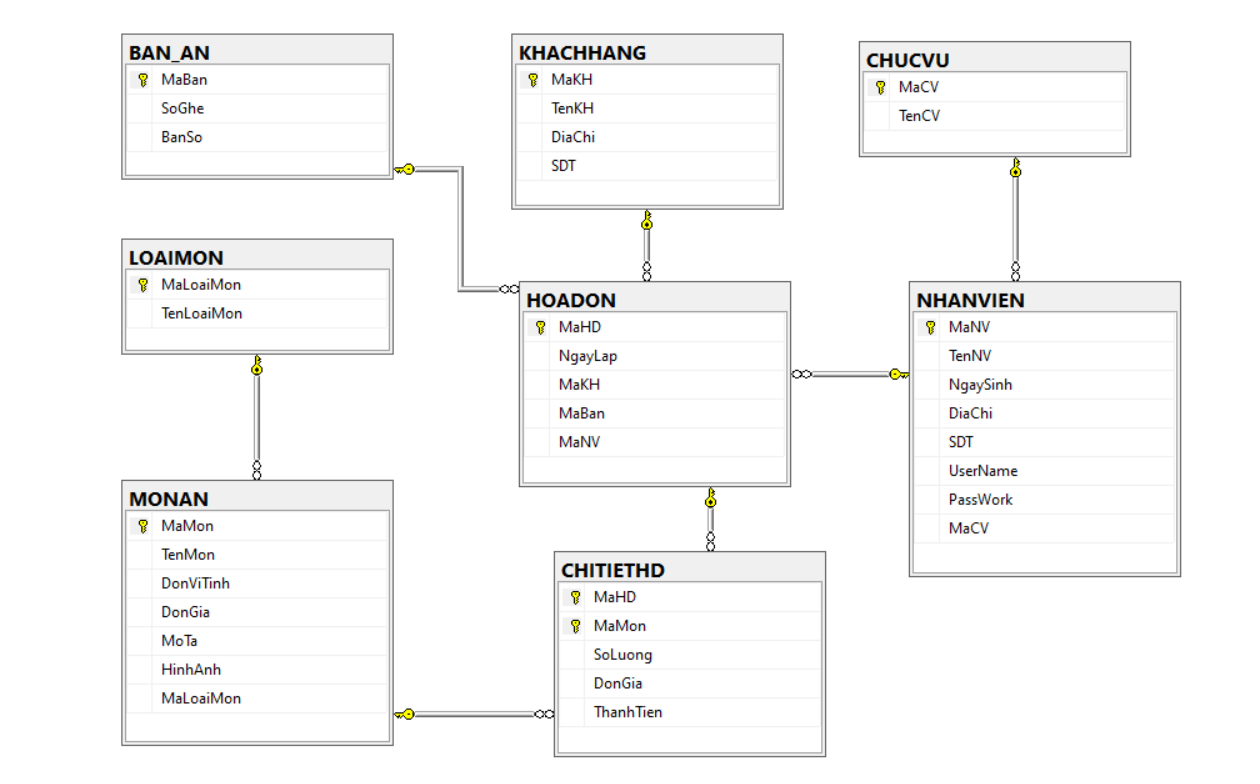 BAN_AN
MaBan
SoGhe
BanSo
KHACHHANG
MaKH
TenKH
DiaChi
SDT
CHUCVU
MaCV
TenCV
LOAIMON
MaLoaiMon
TenLoaiMon
HOADON
MaHD
NgayLap
MaKH
MaBan
MaNV
NHANVIEN
MaNV
TenNV
NgaySinh
DiaChi
SDT
UserName
PassWork
MaCV
MONAN
MaMon
TenMon
DonViTinh
DonGia
MoTa
HinhAnh
MaLoaiMon
CHITIETHD
MaHD
MaMon
SoLuong
DonGia
ThanhTien